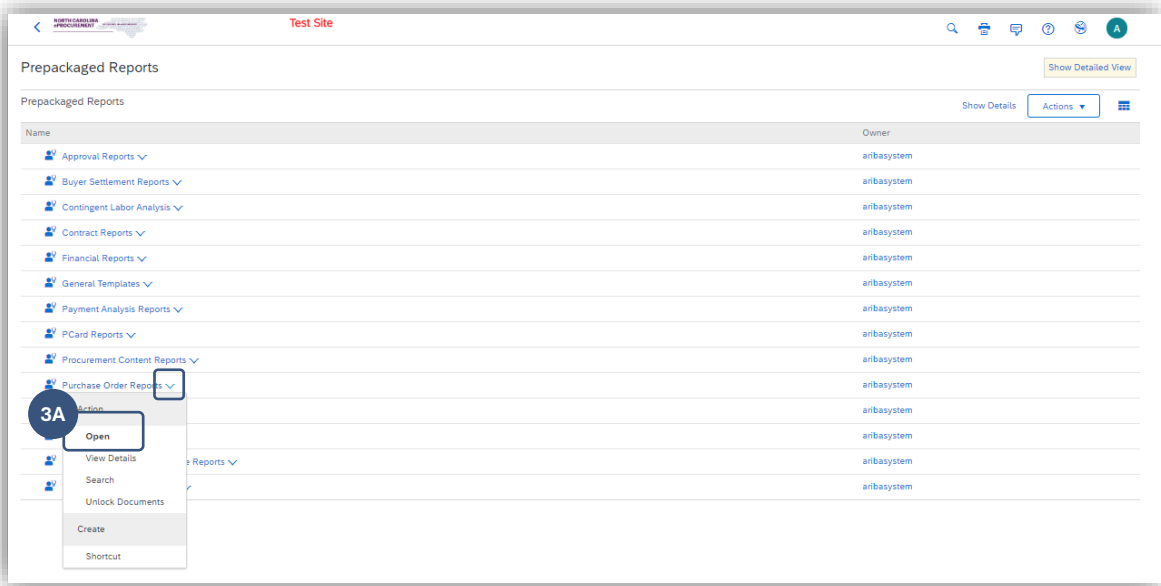 NORTH CAROLINA
ePROCUREMENT
Test Site
A
Prepackaged Reports
Show Detailed View
Prepackaged Reports
Show Details
Actions
Name
Owner
Approval Reports
aribasystem
Buyer Settlement Reports
aribasystem
Contingent Labor Analysis
aribasystem
Contract Reports
aribasystem
Financial Reports
aribasystem
General Templates
aribasystem
Payment Analysis Reports
aribasystem
PCard Reports
aribasystem
Procurement Content Reports
aribasystem
Purchase Order Reports
aribasystem
3A
Action
aribasystem
Open
aribasystem
View Details
e Reports
aribasystem
Search
aribasystem
Unlock Documents
Create
Shortcut